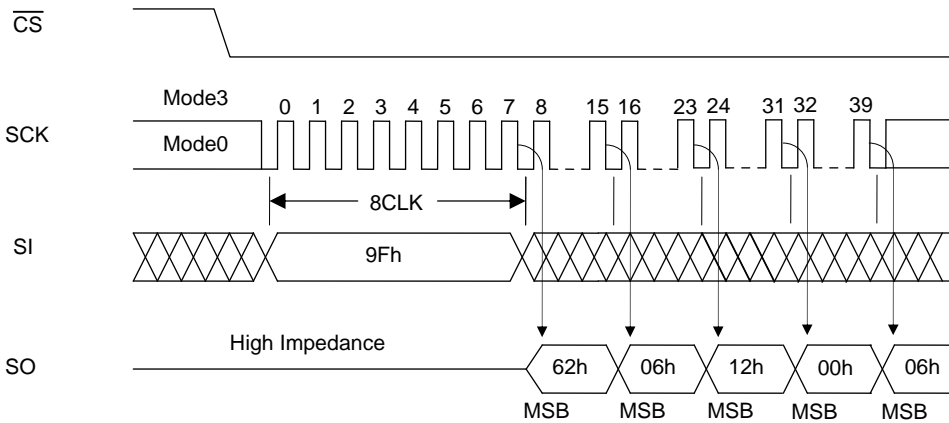 CS
Mode3
0 1 2 3 4 5 6 7 8 15 16 23 24 31 32 39
SCK
Mode0
8CLK
SI
9Fh
High Impedance
SO
62h 06h 12h 00h 06h
MSB MSB MSB MSB MSB